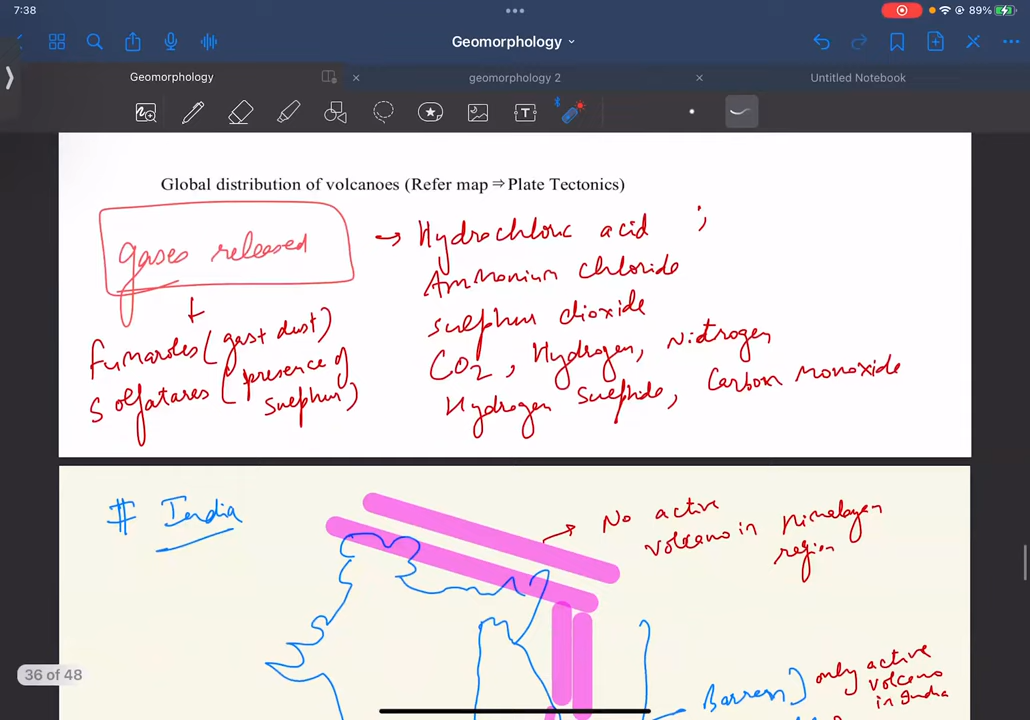 7:38
89%
Geomorphology
Geomorphology
geomorphology 2
Untitled Notebook
Global distribution of volcanoes (Refer map ⇒ Plate Tectonics)
gases released → Hydrochloric acid ;
Ammonium chloride
Sulphur dioxide
CO2, Hydrogen, Nitrogen
Hydrogen Sulphide, Carbon monoxide
fumaroles (gas+ dust)
Solfatares (presence of
sulphur)
# India
No active
volcano in Himalayan
region
Barren) only active
volcano
in India
36 of 48